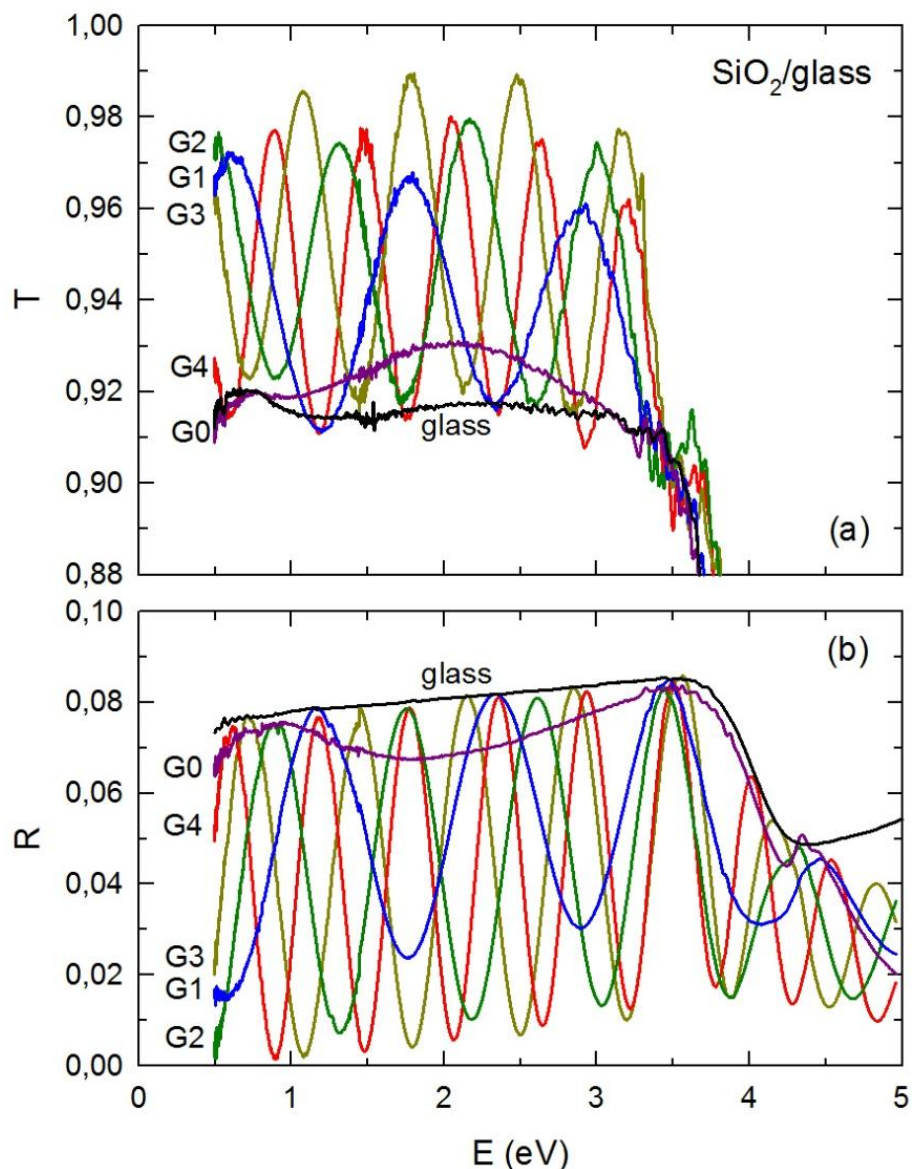 1,00
0,98
0,96
0,94
0,92
0,90
0,88
T
SiO2/glass
G2
G1
G3
G4
G0
glass
(a)
0,10
0,08
0,06
0,04
0,02
0,00
R
glass
(b)
G0
G4
G3
G1
G2
0 1 2 3 4 5
E (eV)